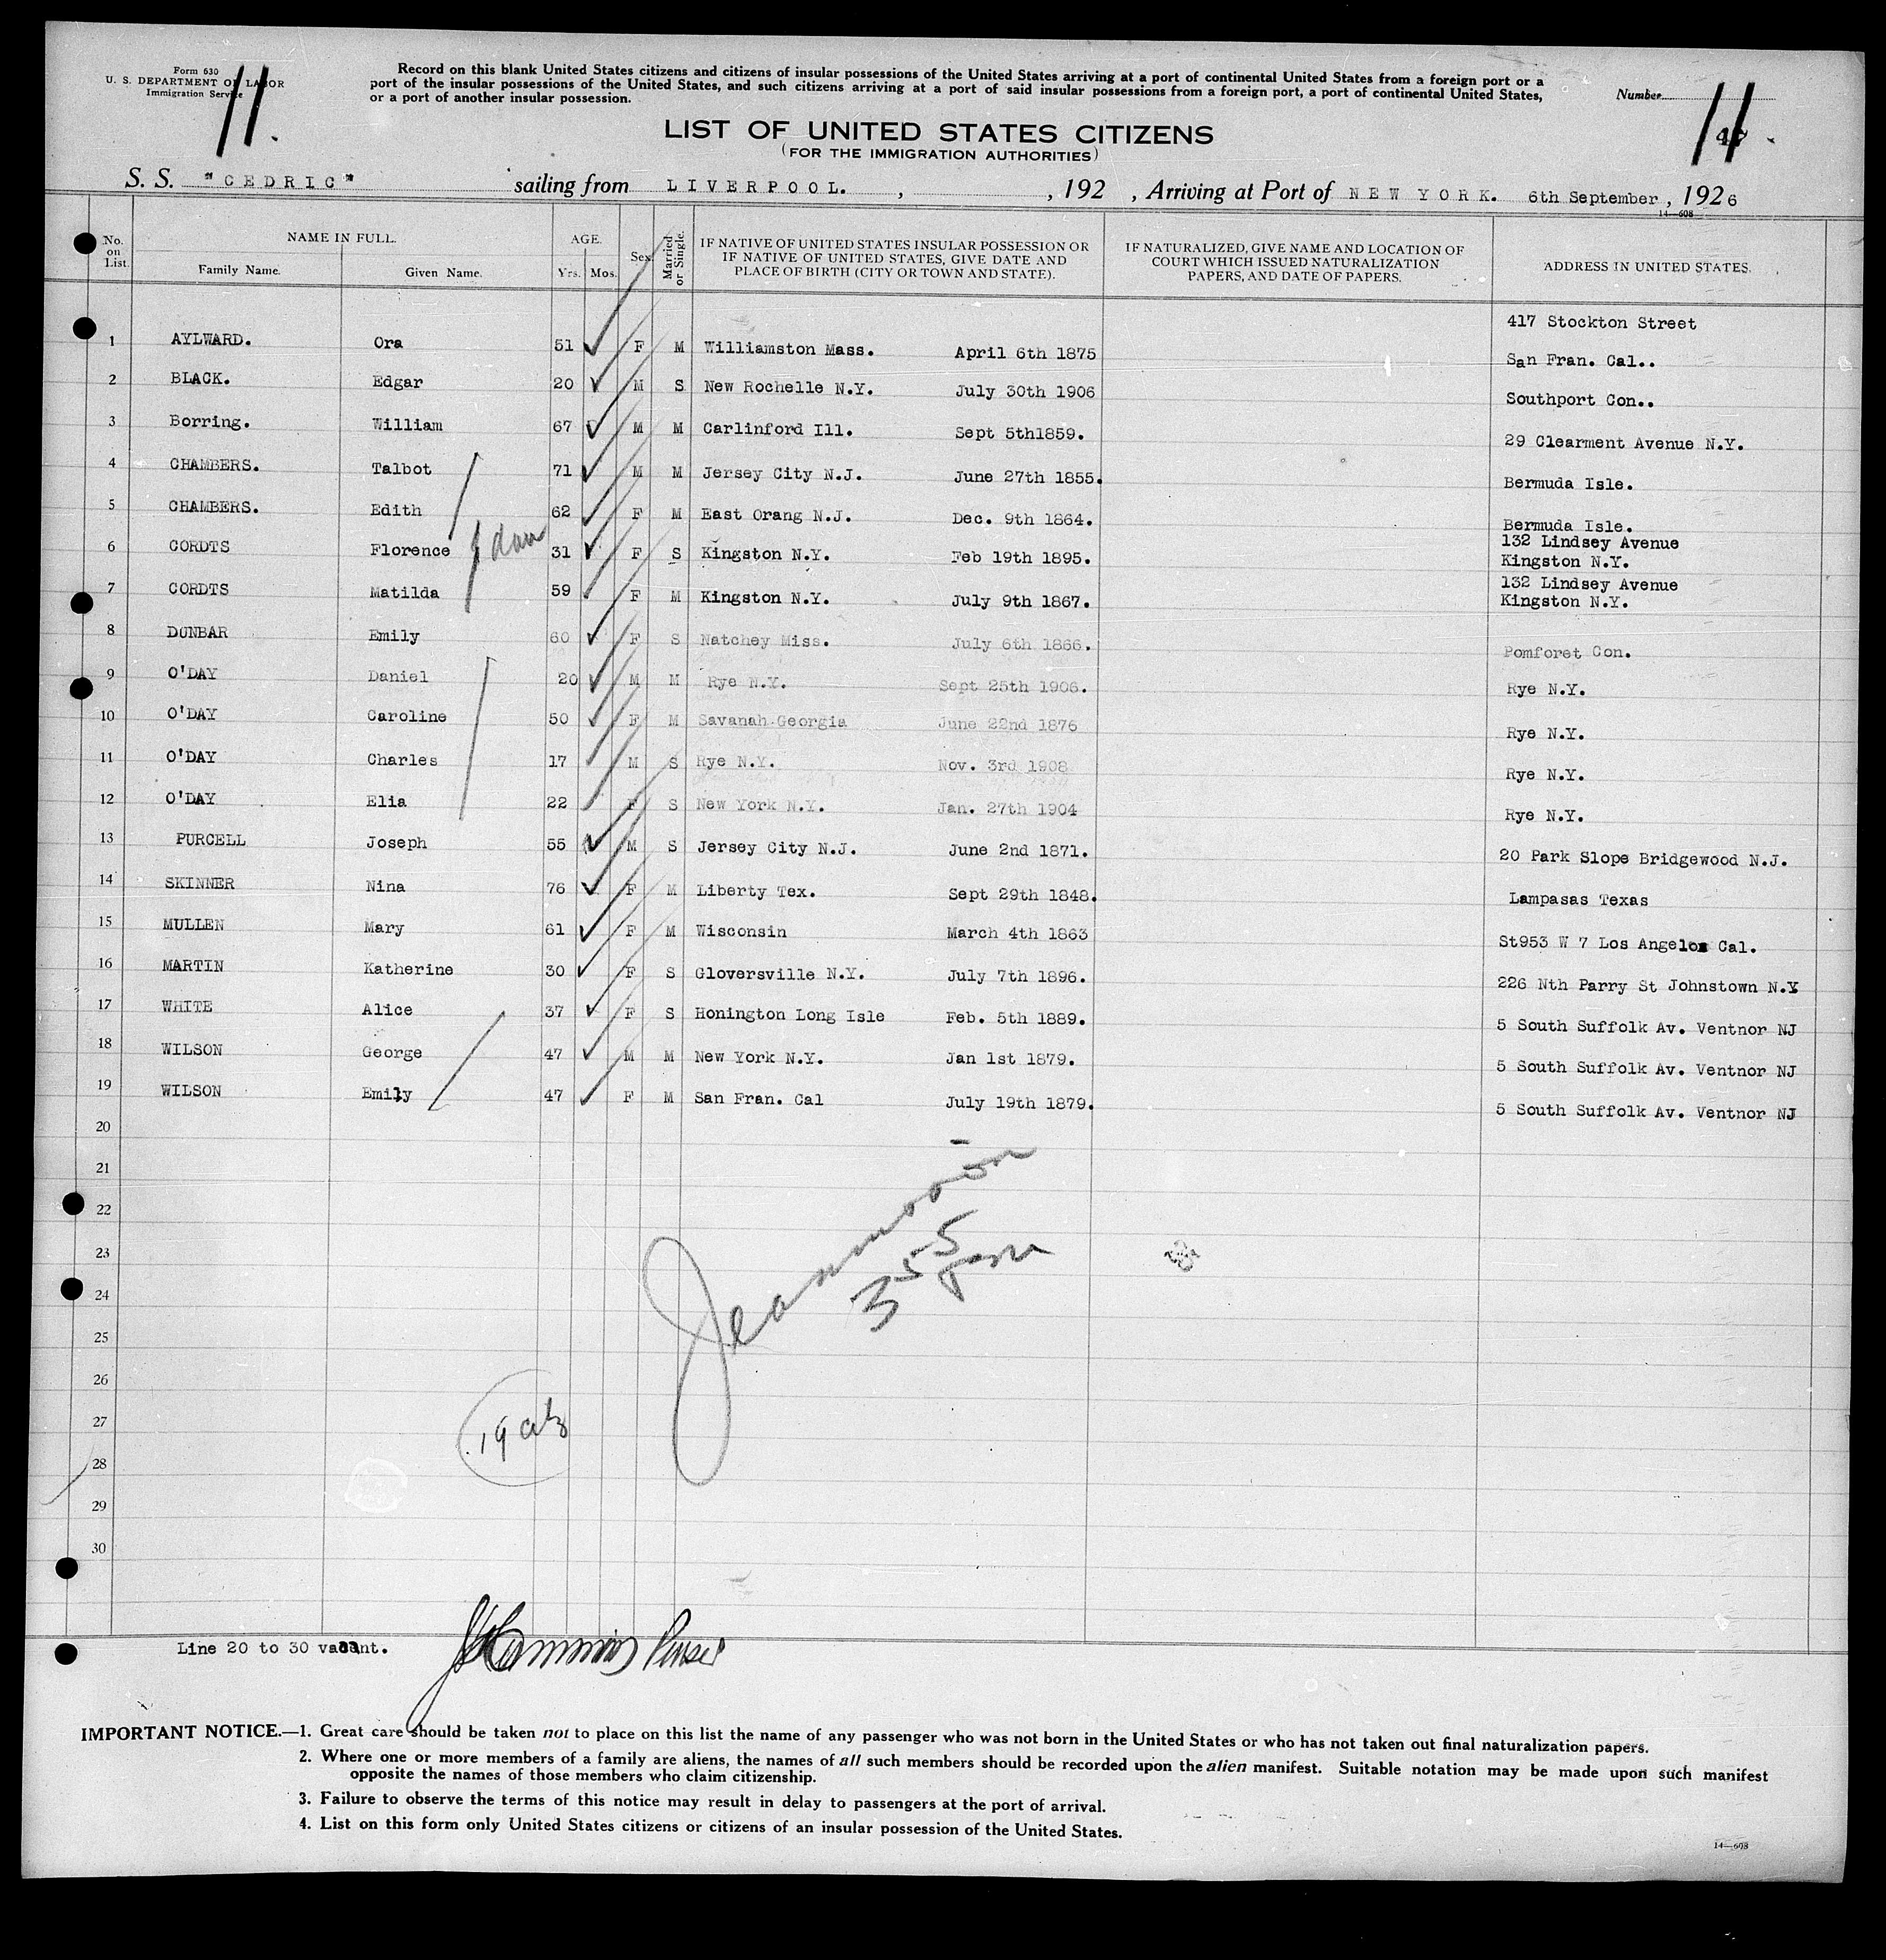 Form 630
U. S. DEPARTMENT OF LABOR
Immigration Service
11.
Record on this blank United States citizens and citizens of insular possessions of the United States arriving at a port of continental United States from a foreign port or a
port of the insular possessions of the United States, and such citizens arriving at a port of said insular possessions from a foreign port, a port of continental United States,
or a port of another insular possession.
Number
11
LIST OF UNITED STATES CITIZENS
(FOR THE IMMIGRATION AUTHORITIES)
S. S. "CEDRIC" sailing from LIVERPOOL. , , 192 , Arriving at Port of NEW YORK. 6th September, 1926
14—608
No. on List. NAME IN FULL. Family Name. Given Name. AGE. Yrs. Mos. Sex Married or Single. IF NATIVE OF UNITED STATES INSULAR POSSESSION OR IF NATIVE OF UNITED STATES, GIVE DATE AND PLACE OF BIRTH (CITY OR TOWN AND STATE). IF NATURALIZED, GIVE NAME AND LOCATION OF COURT WHICH ISSUED NATURALIZATION PAPERS, AND DATE OF PAPERS. ADDRESS IN UNITED STATES.
1 AYLWARD. Ora 51 F M Williamston Mass. April 6th 1875 417 Stockton Street
San Fran. Cal..
2 BLACK. Edgar 20 M S New Rochelle N.Y. July 30th 1906 Southport Con..
3 Borring. William 67 M M Carlinford Ill. Sept 5th1859. 29 Clearment Avenue N.Y.
4 CHAMBERS. Talbot 71 M M Jersey City N.J. June 27th 1855. Bermuda Isle.
5 CHAMBERS. Edith 62 F M East Orang N.J. Dec. 9th 1864. Bermuda Isle.
6 CORDTS Florence dau 31 F S Kingston N.Y. Feb 19th 1895. 132 Lindsey Avenue
Kingston N.Y.
7 CORDTS Matilda 59 F M Kingston N.Y. July 9th 1867. 132 Lindsey Avenue
Kingston N.Y.
8 DUNBAR Emily 60 F S Natchey Miss. July 6th 1866. Pomforet Con.
9 O'DAY Daniel 20 M M Rye N.Y. Sept 25th 1906. Rye N.Y.
10 O'DAY Caroline 50 F M Savanah Georgia June 22nd 1876 Rye N.Y.
11 O'DAY Charles 17 M S Rye N.Y. Nov. 3rd 1908 Rye N.Y.
12 O'DAY Elia 22 F S New York N.Y. Jan. 27th 1904 Rye N.Y.
13 PURCELL Joseph 55 M S Jersey City N.J. June 2nd 1871. 20 Park Slope Bridgewood N.J.
14 SKINNER Nina 76 F M Liberty Tex. Sept 29th 1848. Lampasas Texas
15 MULLEN Mary 61 F M Wisconsin March 4th 1863 St953 W 7 Los Angelos Cal.
16 MARTIN Katherine 30 F S Gloversville N.Y. July 7th 1896. 226 Nth Parry St Johnstown N.Y
17 WHITE Alice 37 F S Honington Long Isle Feb. 5th 1889. 5 South Suffolk Av. Ventnor NJ
18 WILSON George 47 M M New York N.Y. Jan 1st 1879. 5 South Suffolk Av. Ventnor NJ
19 WILSON Emily 47 F M San Fran. Cal July 19th 1879. 5 South Suffolk Av. Ventnor NJ
20
21
22
23
24
25
26
27
28
29
30
355
19
Line 20 to 30 vacant.
Purser
IMPORTANT NOTICE.—1. Great care should be taken not to place on this list the name of any passenger who was not born in the United States or who has not taken out final naturalization papers.
2. Where one or more members of a family are aliens, the names of all such members should be recorded upon the alien manifest. Suitable notation may be made upon such manifest
opposite the names of those members who claim citizenship.
3. Failure to observe the terms of this notice may result in delay to passengers at the port of arrival.
4. List on this form only United States citizens or citizens of an insular possession of the United States.
14—608